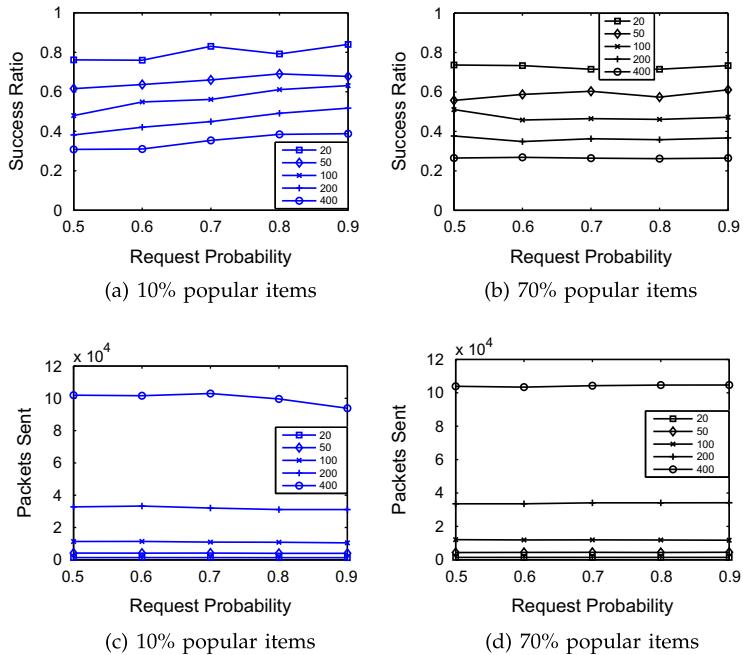 Success Ratio
1
0.8
0.6
0.4
0.2
0
20
50
100
200
400
0.5 0.6 0.7 0.8 0.9
Request Probability
(a) 10% popular items
Success Ratio
1
0.8
0.6
0.4
0.2
0
20
50
100
200
400
0.5 0.6 0.7 0.8 0.9
Request Probability
(b) 70% popular items
x 10^4
Packets Sent
12
10
8
6
4
2
0
20
50
100
200
400
0.5 0.6 0.7 0.8 0.9
Request Probability
(c) 10% popular items
x 10^4
Packets Sent
12
10
8
6
4
2
0
20
50
100
200
400
0.5 0.6 0.7 0.8 0.9
Request Probability
(d) 70% popular items